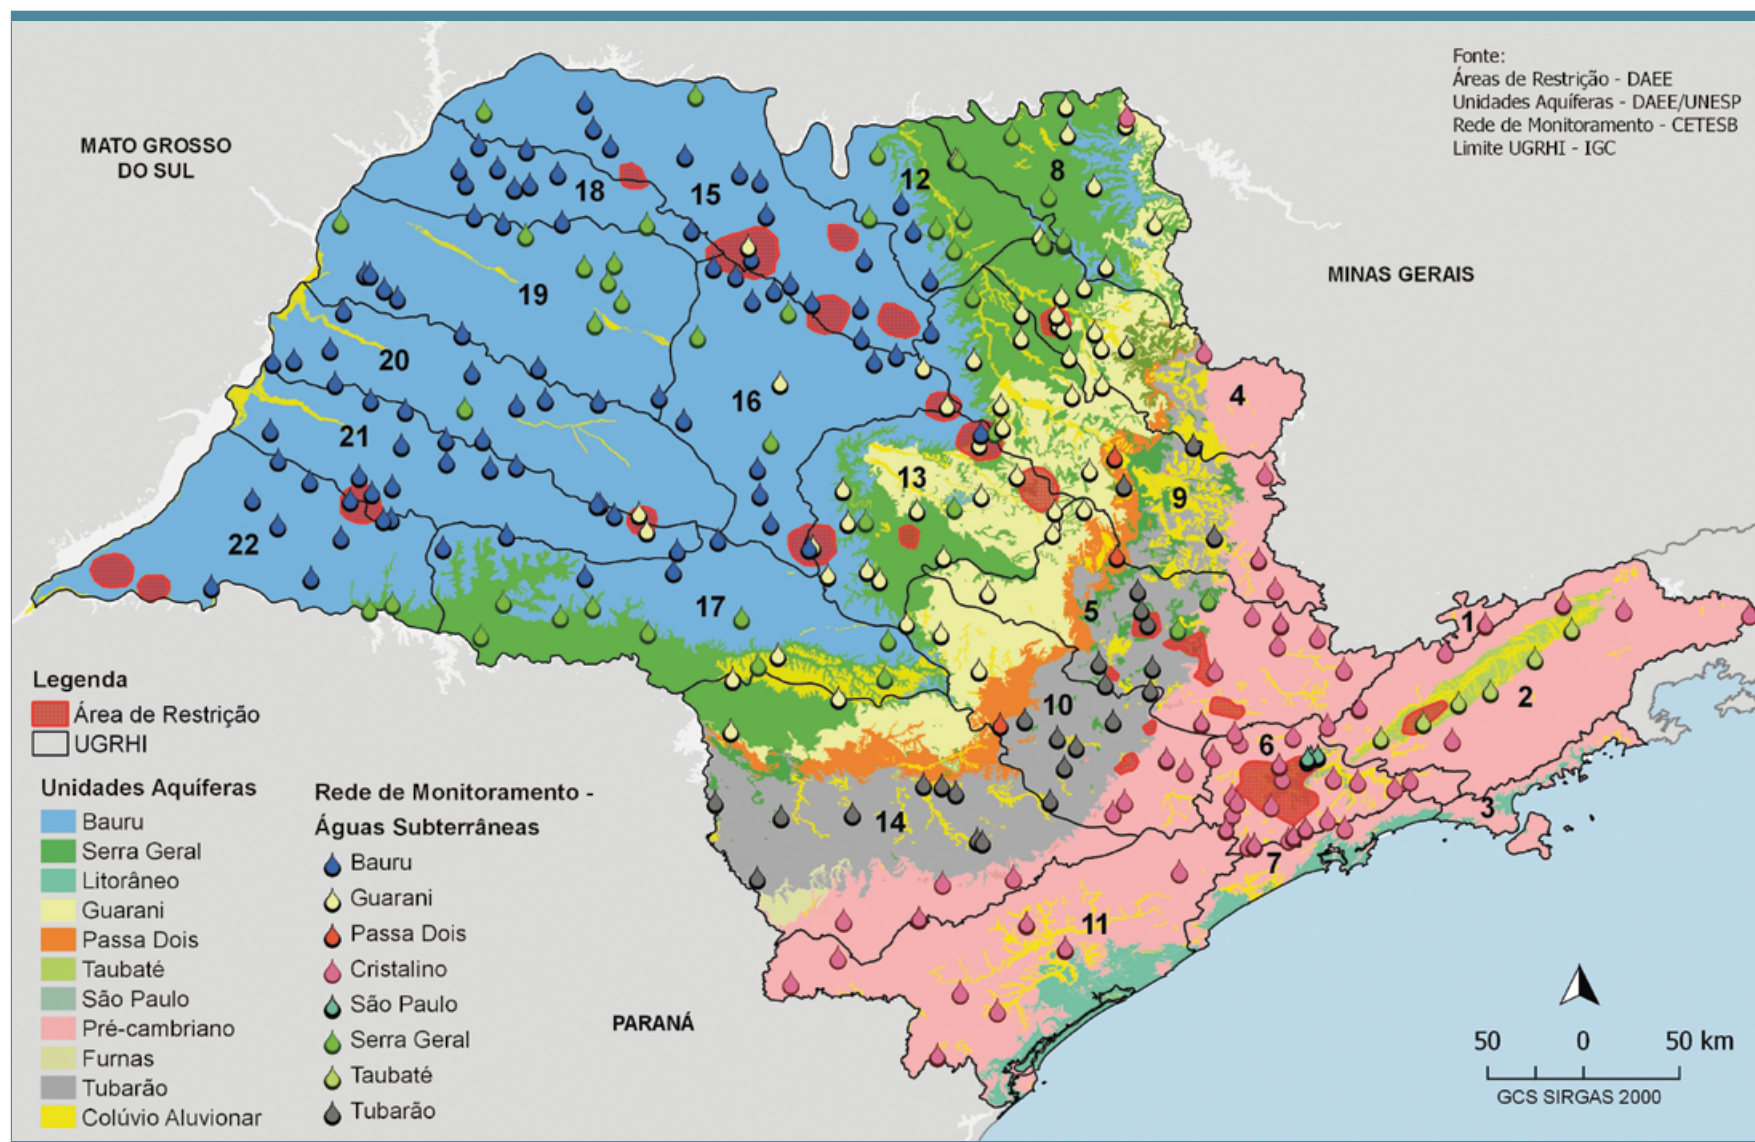 Fonte:
Áreas de Restrição - DAEE
Unidades Aquíferas - DAEE/UNESP
Rede de Monitoramento - CETESB
Limite UGRHI - IGC
MATO GROSSO
DO SUL
MINAS GERAIS
PARANÁ
18
15
12
8
19
20
16
4
21
13
9
22
17
5
1
10
6
2
14
3
7
11
Legenda
Área de Restrição
UGRHI
Unidades Aquíferas
Bauru
Serra Geral
Litorâneo
Guarani
Passa Dois
Taubaté
São Paulo
Pré-cambriano
Furnas
Tubarão
Colúvio Aluvionar
Rede de Monitoramento -
Águas Subterrâneas
Bauru
Guarani
Passa Dois
Cristalino
São Paulo
Serra Geral
Taubaté
Tubarão
50 0 50 km
GCS SIRGAS 2000